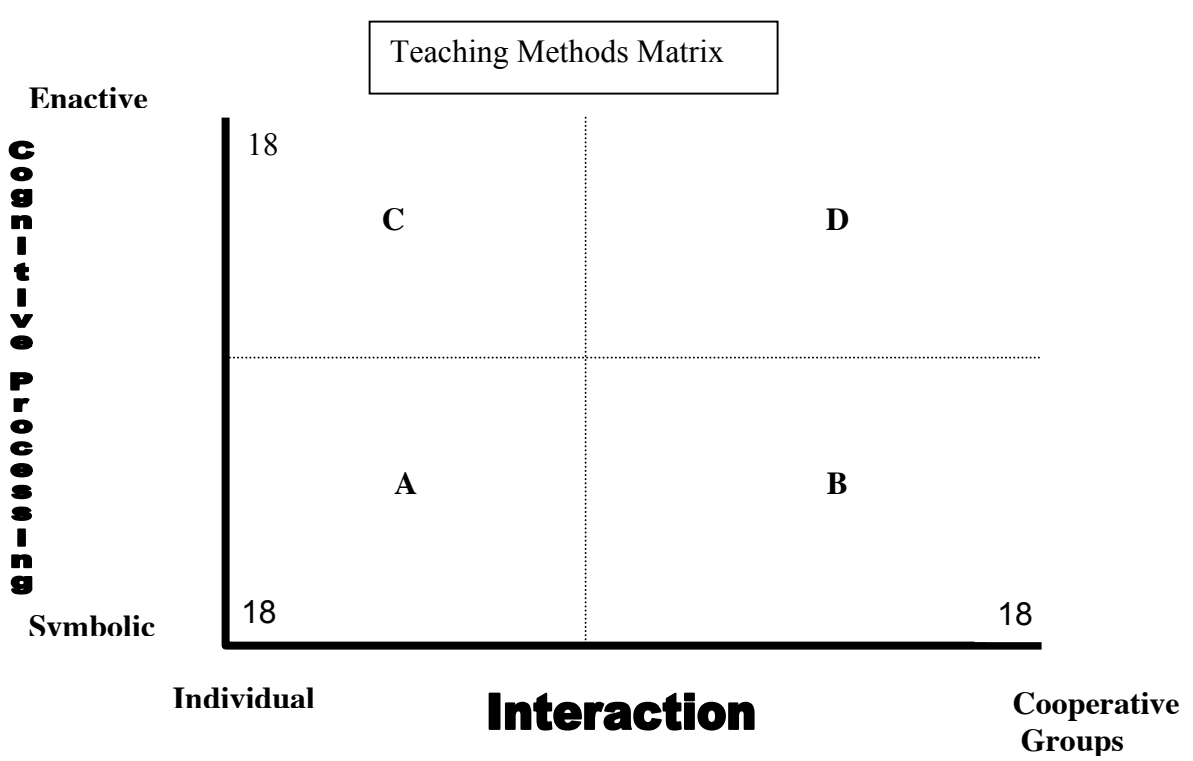 Teaching Methods Matrix
Enactive
CognItIve ProcessIng
18
C
D
A
B
18
18
Symbolic
Individual
Interaction
Cooperative
Groups